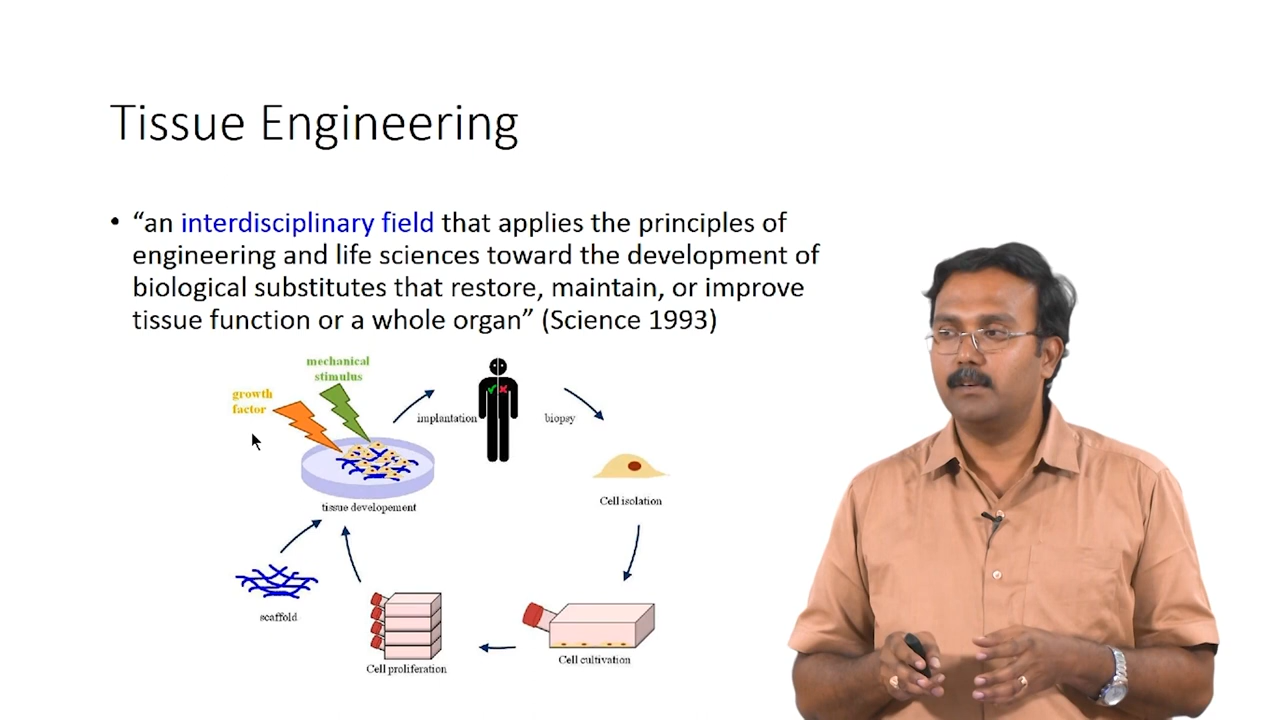 Tissue Engineering
• “an interdisciplinary field that applies the principles of
engineering and life sciences toward the development of
biological substitutes that restore, maintain, or improve
tissue function or a whole organ” (Science 1993)
mechanical
stimulus
growth
factor
implantation
biopsy
tissue developement
Cell isolation
scaffold
Cell proliferation
Cell cultivation